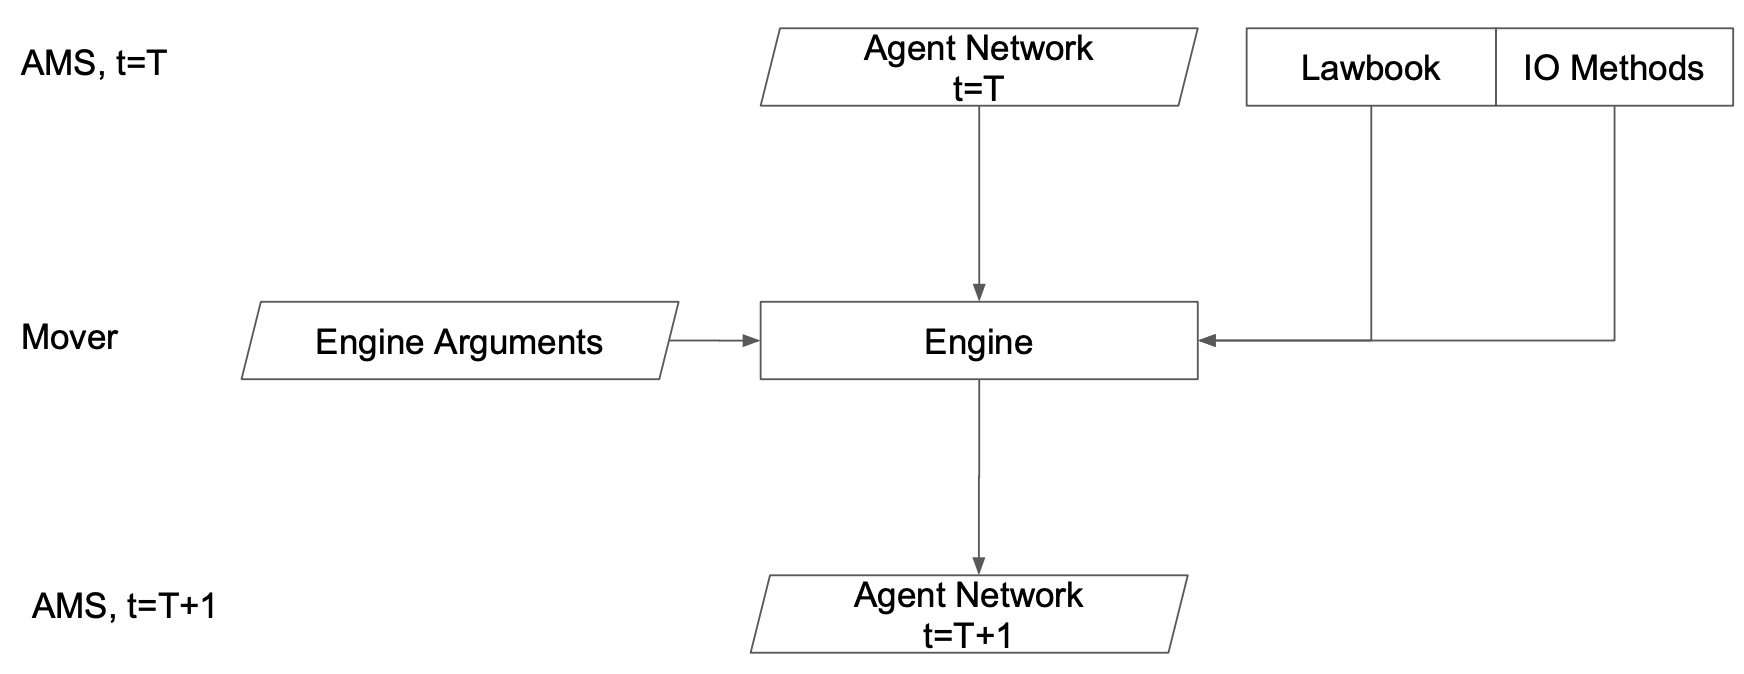 AMS, t=T
Agent Network
t=T
Lawbook
IO Methods
Mover
Engine Arguments
Engine
AMS, t=T+1
Agent Network
t=T+1